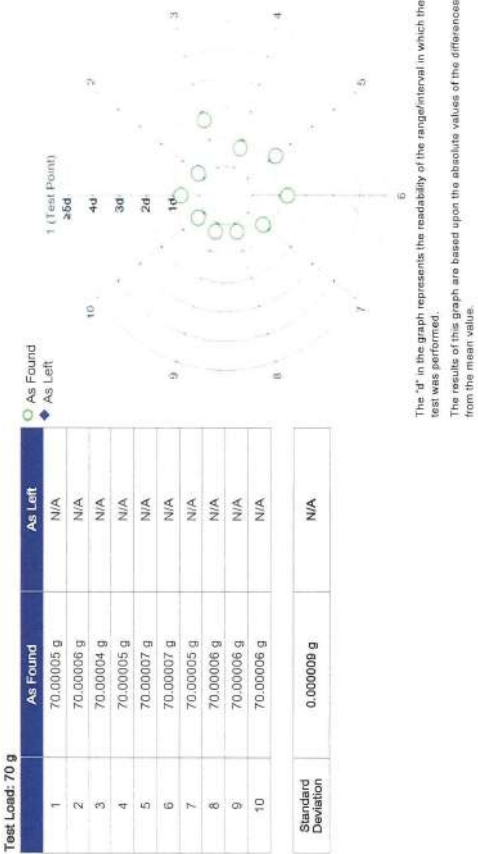 Test Load: 70 g
As Found As Left
1 70.00005 g N/A
2 70.00006 g N/A
3 70.00004 g N/A
4 70.00005 g N/A
5 70.00007 g N/A
6 70.00007 g N/A
7 70.00005 g N/A
8 70.00006 g N/A
9 70.00006 g N/A
10 70.00006 g N/A
Standard
Deviation
0.000009 g N/A
As Found
As Left
1 (Test Point)
≥5d
4d
3d
2d
1d
2
3
4
5
6
7
8
9
10
The "d" in the graph represents the readability of the range/interval in which the
test was performed.
The results of this graph are based upon the absolute values of the differences
from the mean value.